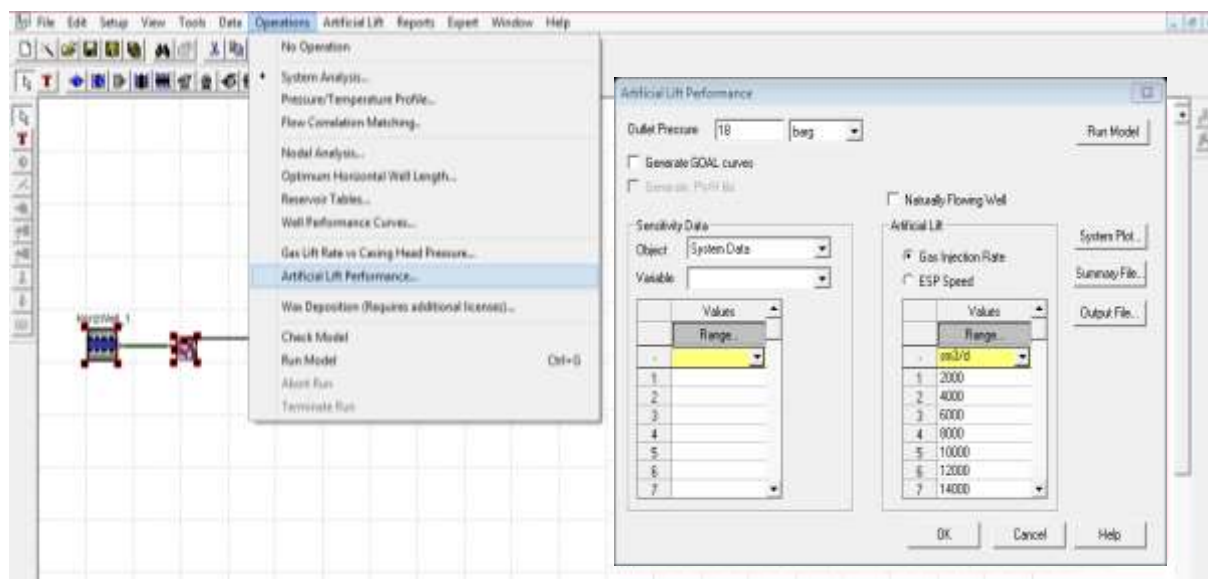 File Edit Setup View Tools Data Operations Artificial Lift Reports Expert Window Help
No Operation
System Analysis...
Pressure/Temperature Profile...
Flow Correlation Matching...
Nodal Analysis...
Optimum Horizontal Well Length...
Reservoir Tables...
Well Performance Curves...
Gas Lift Rate vs Casing Head Pressure...
Artificial Lift Performance...
Wax Deposition (Requires additional licenses)...
Check Model
Run Model Ctrl+G
Abort Run
Terminate Run
HorizWell_1
Artificial Lift Performance
Outlet Pressure 18 barg Run Model
Generate GOAL curves
Generate
Naturally Flowing Well
Sensitivity Data
Object System Data
Variable
Values
Range...
1
2
3
4
5
6
7
Artificial Lift
Gas Injection Rate
ESP Speed
Values
Range...
sm3/d
1 2000
2 4000
3 6000
4 8000
5 10000
6 12000
7 14000
System Plot...
Summary File...
Output File...
OK Cancel Help